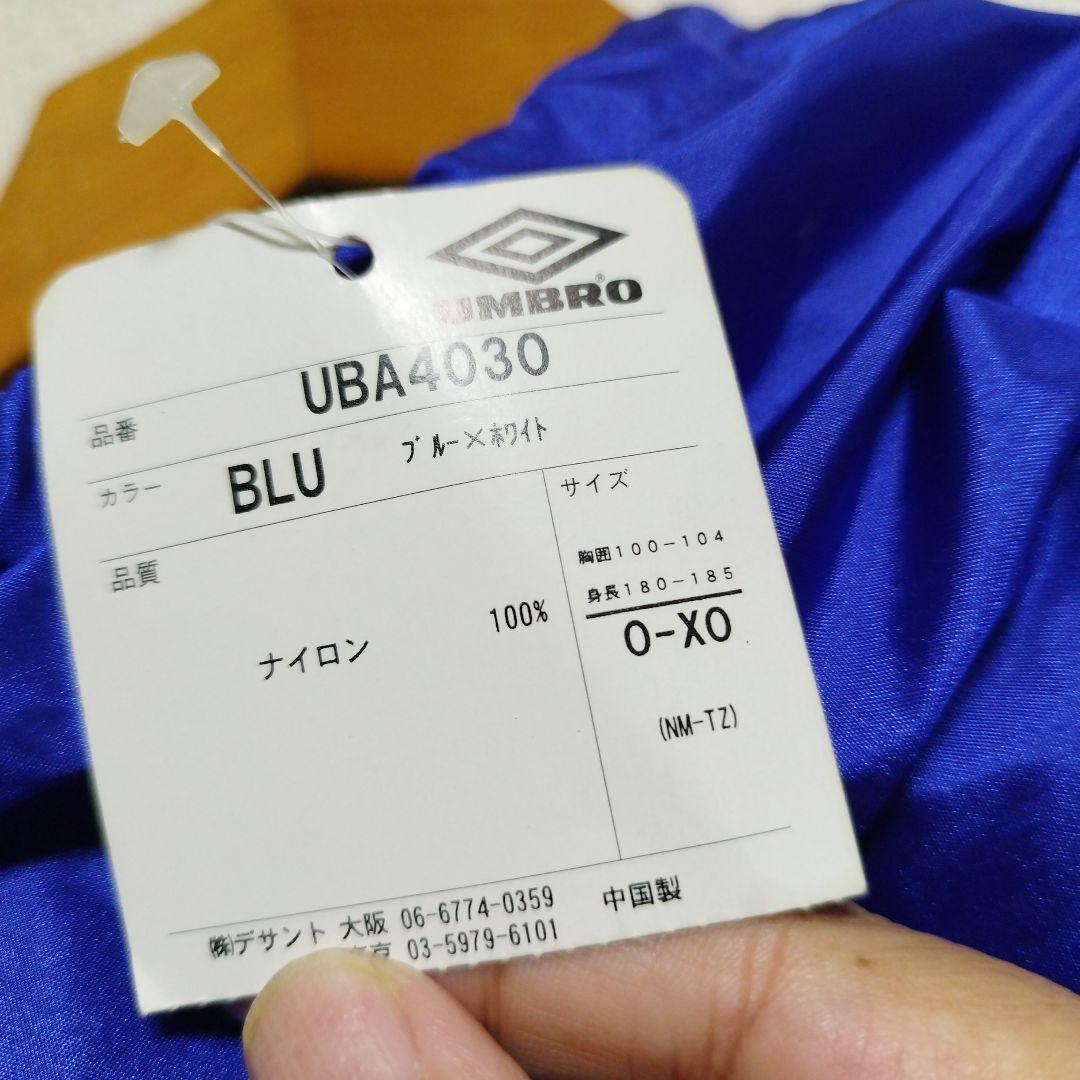 UMBRO®
品番 UBA4030
カラー BLU ブルー×ホワイト
品質
サイズ
胸囲100-104
身長180-185
O-XO
ナイロン 100%
(NM-TZ)
㈱デサント 大阪 06-6774-0359 中国製
東京 03-5979-6101